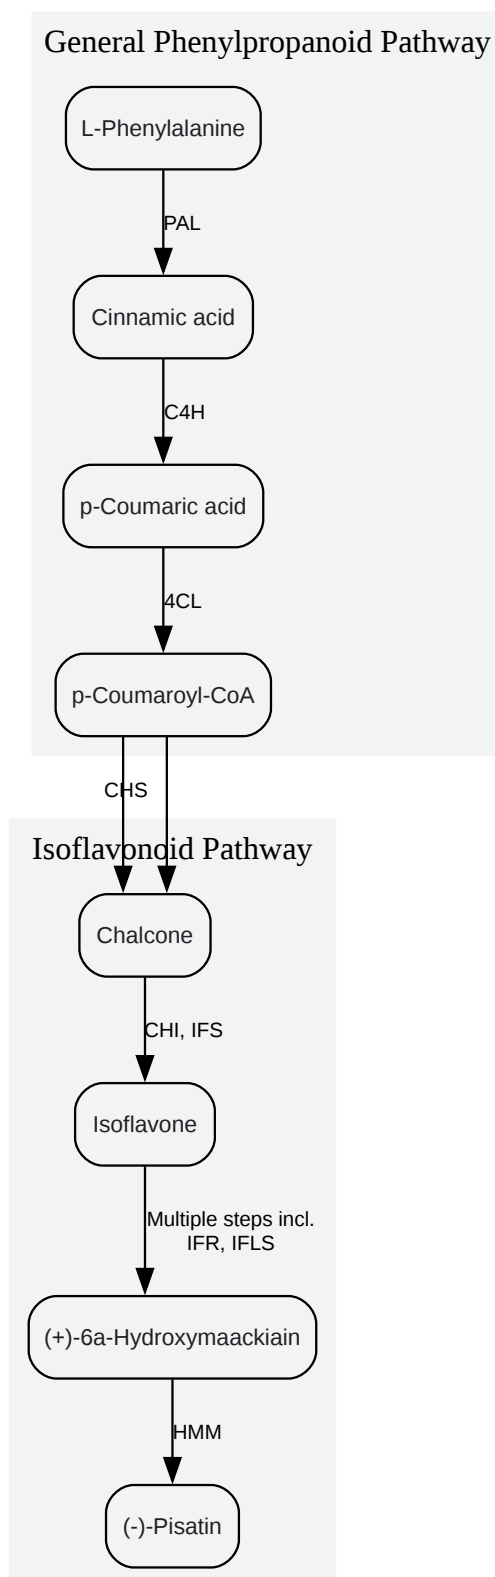 General Phenylpropanoid Pathway
L-Phenylalanine
PAL
Cinnamic acid
C4H
p-Coumaric acid
4CL
p-Coumaroyl-CoA
CHS
Isoflavonoid Pathway
Chalcone
CHI, IFS
Isoflavone
Multiple steps incl.
IFR, IFLS
(+)-6a-Hydroxymaackiain
HMM
(-)-Pisatin